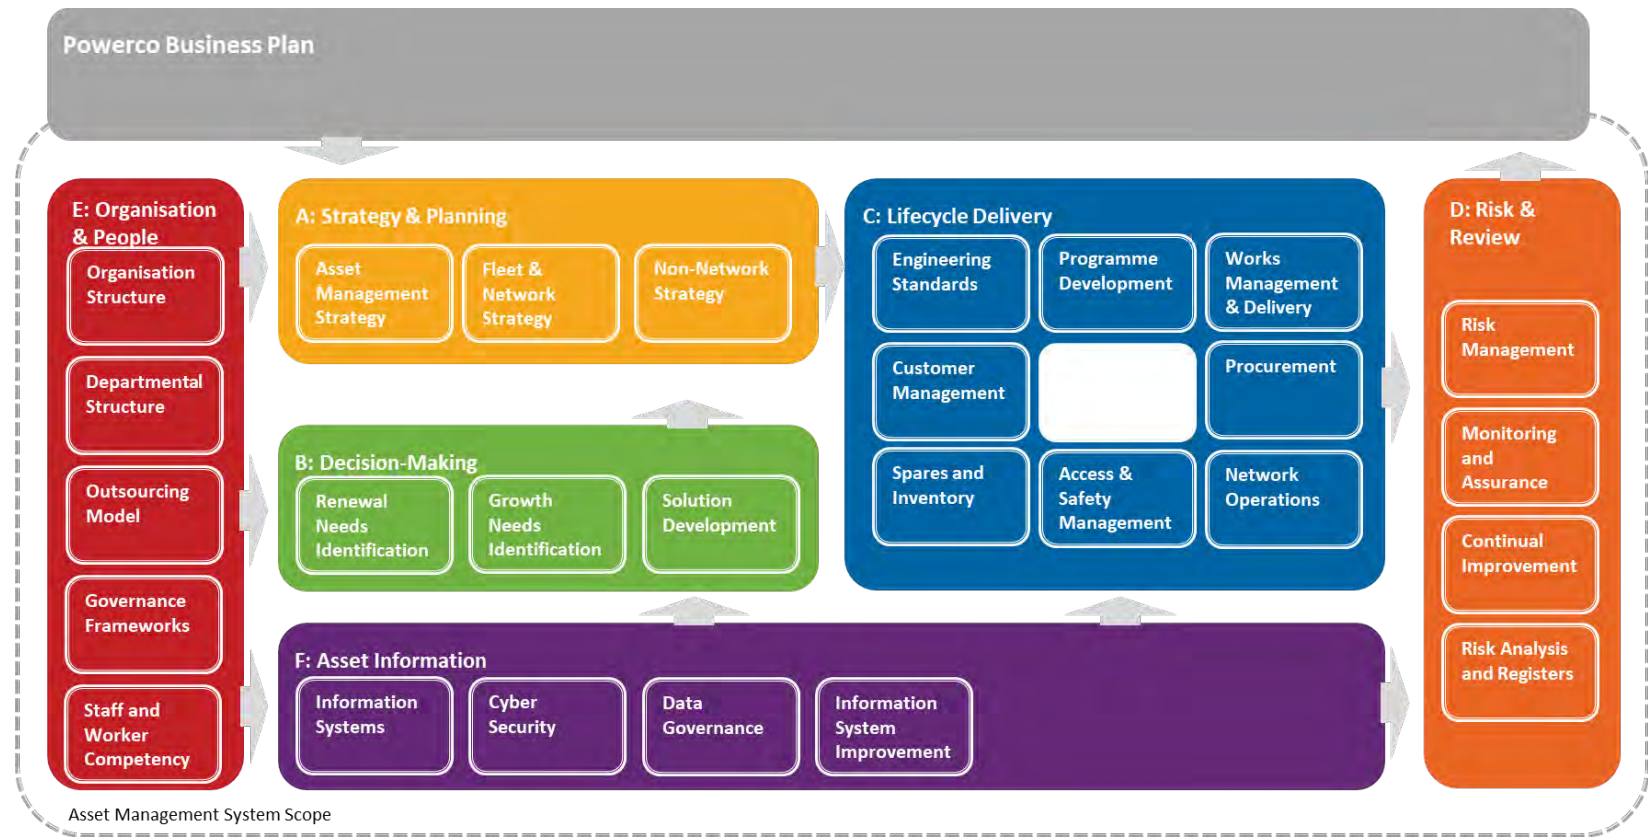 Powerco Business Plan
E: Organisation
& People
Organisation
Structure
Departmental
Structure
Outsourcing
Model
Governance
Frameworks
Staff and
Worker
Competency
A: Strategy & Planning
Asset
Management
Strategy
Fleet &
Network
Strategy
Non-Network
Strategy
B: Decision-Making
Renewal
Needs
Identification
Growth
Needs
Identification
Solution
Development
C: Lifecycle Delivery
Engineering
Standards
Programme
Development
Works
Management
& Delivery
Customer
Management
Procurement
Spares and
Inventory
Access &
Safety
Management
Network
Operations
F: Asset Information
Information
Systems
Cyber
Security
Data
Governance
Information
System
Improvement
D: Risk &
Review
Risk
Management
Monitoring
and
Assurance
Continual
Improvement
Risk Analysis
and Registers
Asset Management System Scope